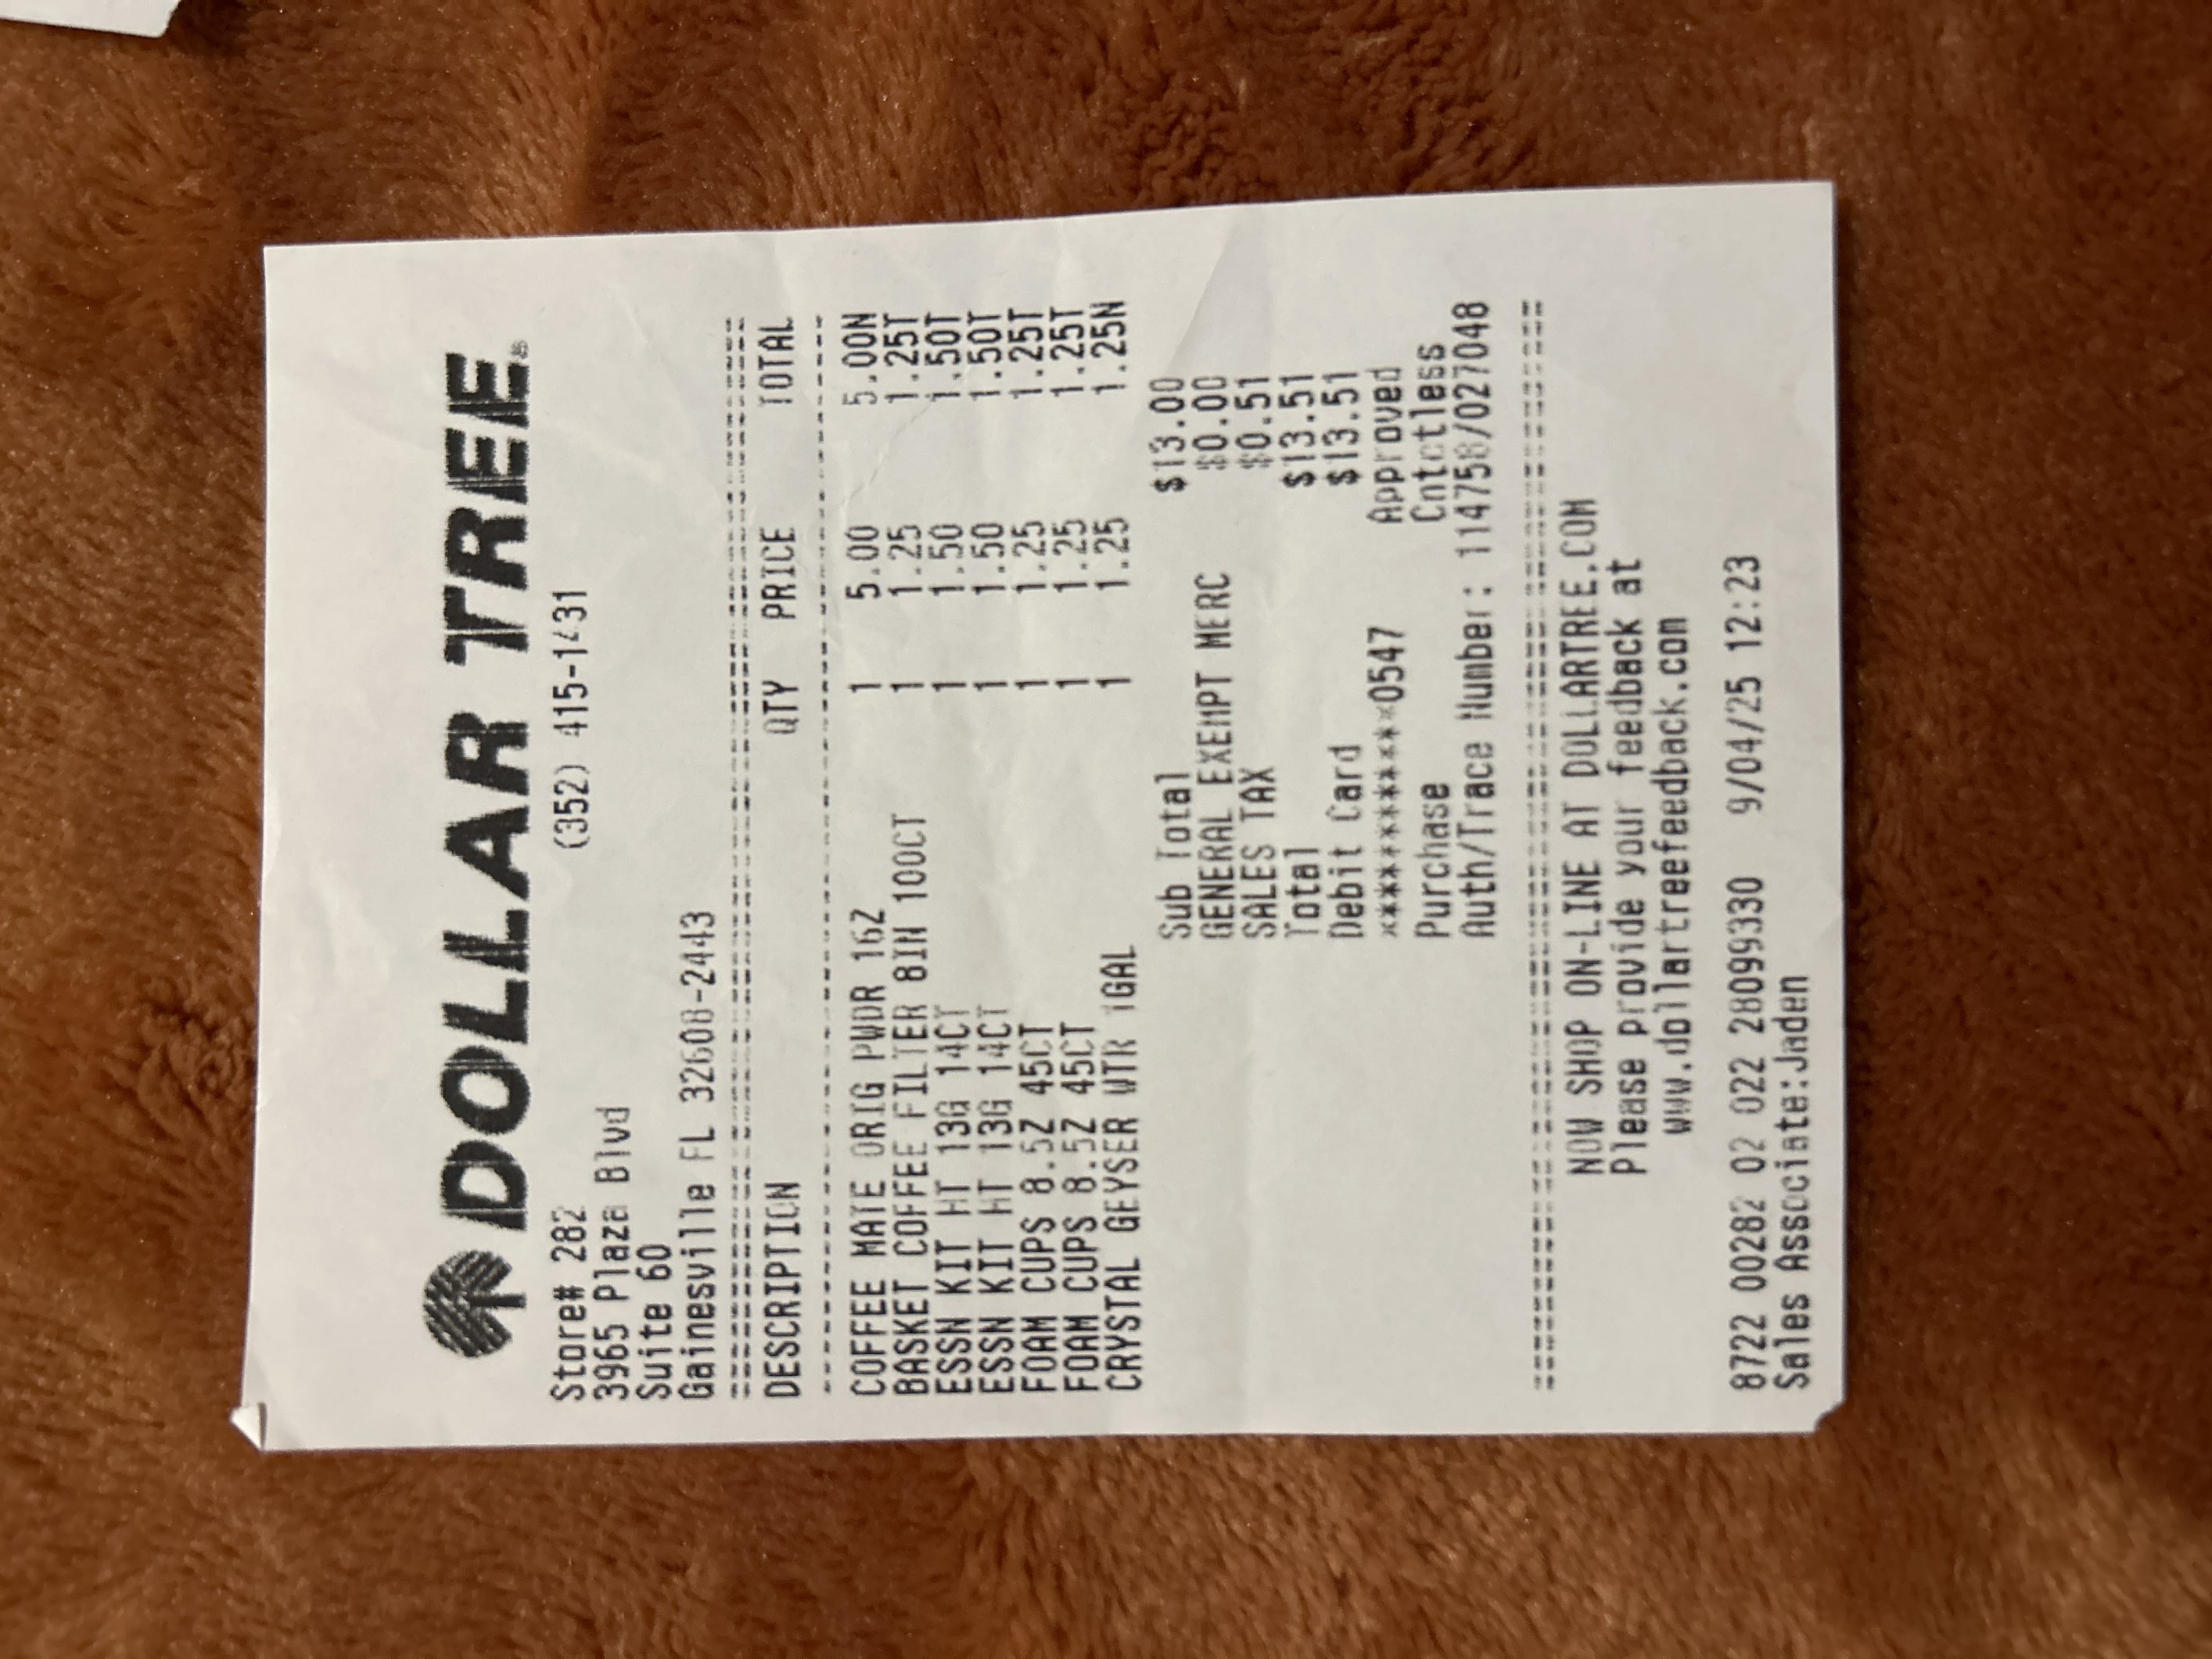 DOLLAR TREE®
Store# 282 (352) 415-1431
3965 Plaza Blvd
Suite 60
Gainesville FL 32608-2443
================================================
DESCRIPTION QTY PRICE TOTAL
------------------------------------------------
COFFEE MATE ORIG PWDR 16Z 1 5.00 5.00N
BASKET COFFEE FILTER 8IN 100CT 1 1.25 1.25T
ESSN KIT HT 13G 14CT 1 1.50 1.50T
ESSN KIT HT 13G 14CT 1 1.50 1.50T
FOAM CUPS 8.5Z 45CT 1 1.25 1.25T
FOAM CUPS 8.5Z 45CT 1 1.25 1.25T
CRYSTAL GEYSER WTR 1GAL 1 1.25 1.25N
Sub Total $13.00
GENERAL EXEMPT MERC $0.00
SALES TAX $0.51
Total $13.51
Debit Card $13.51
************0547 Approved
Purchase Cntctless
Auth/Trace Number: 114758/027048
================================================
NOW SHOP ON-LINE AT DOLLARTREE.COM
Please provide your feedback at
www.dollartreefeedback.com
8722 00282 02 022 28099330 9/04/25 12:23
Sales Associate:Jaden